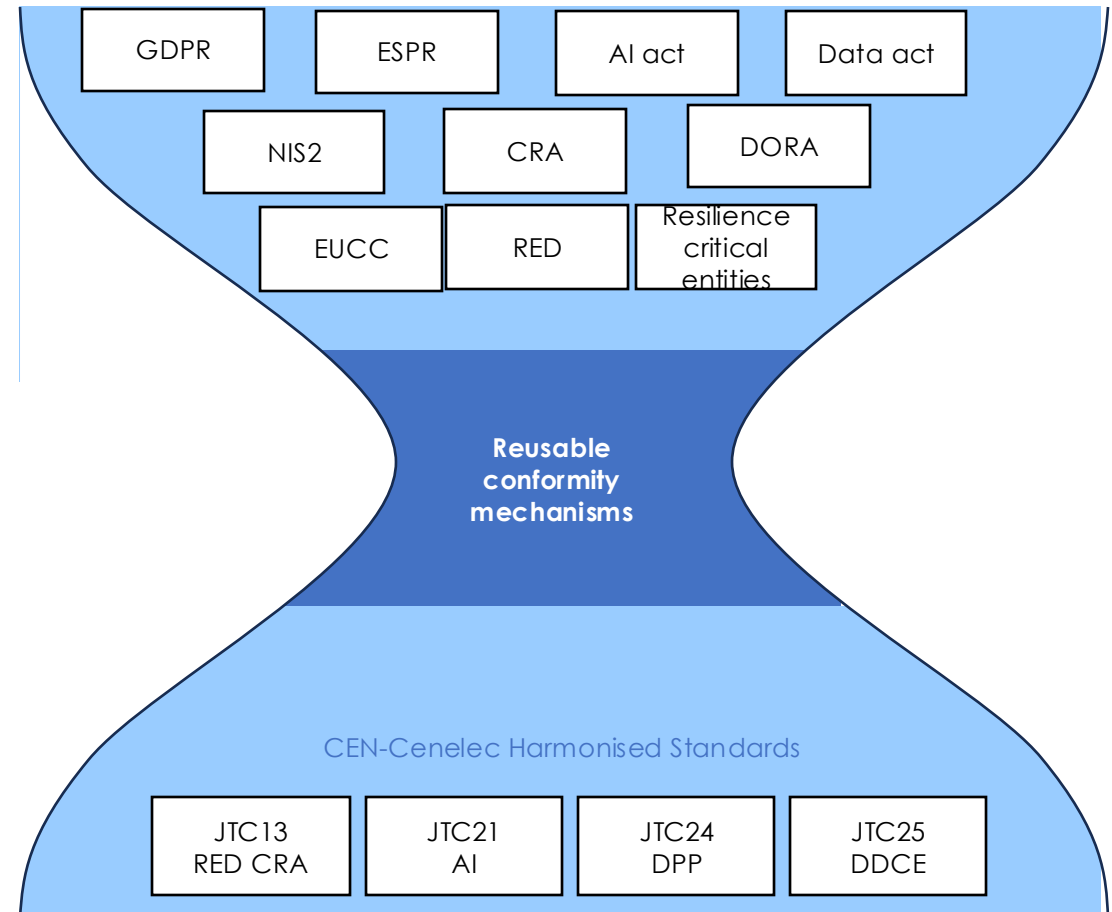 GDPR
ESPR
AI act
Data act
NIS2
CRA
DORA
EUCC
RED
Resilience
critical
entities
Reusable
conformity
mechanisms
CEN-Cenelec Harmonised Standards
JTC13
RED CRA
JTC21
AI
JTC24
DPP
JTC25
DDCE